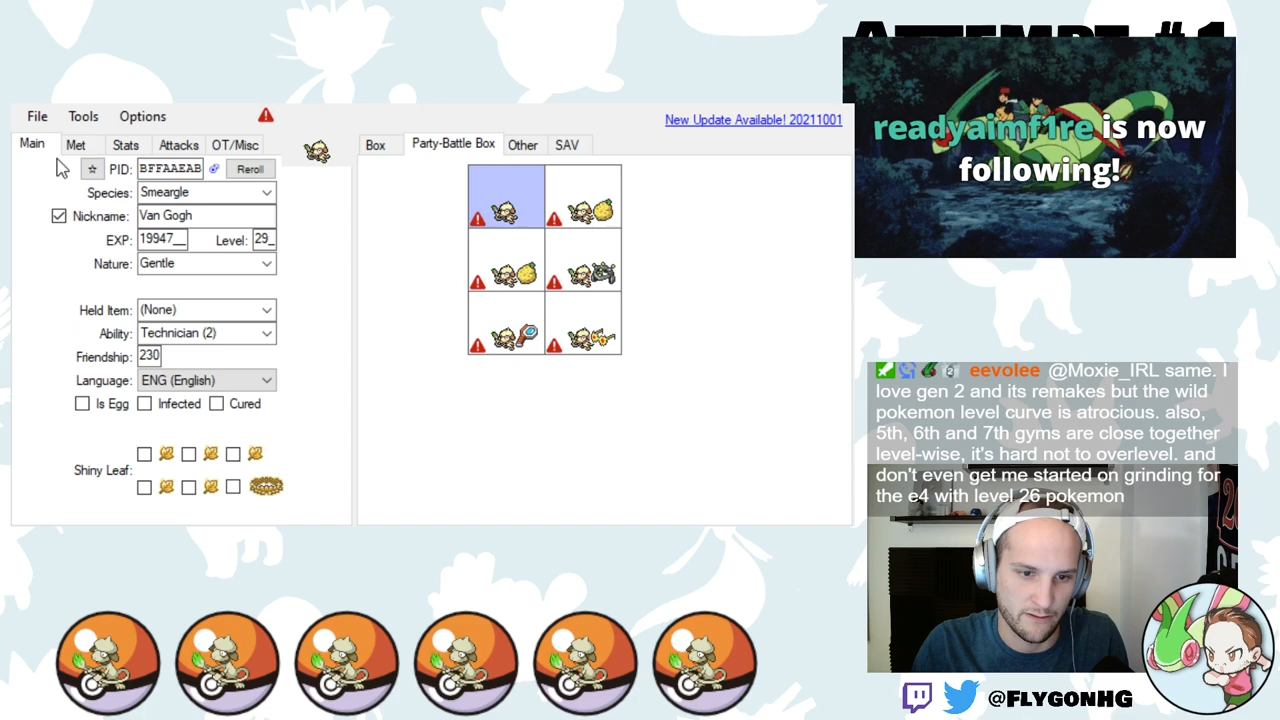 ATTEMPT #1
File Tools Options
New Update Available! 20211001
readyaimf1re is now
following!
Main Met Stats Attacks OT/Misc
Box Party-Battle Box Other SAV
PID: BFFAAEAB Reroll
Species: Smeargle
Nickname: Van Gogh
EXP: 19947__ Level: 29_
Nature: Gentle
Held Item: (None)
Ability: Technician (2)
Friendship: 230
Language: ENG (English)
Is Egg Infected Cured
Shiny Leaf:
eevolee @Moxie_IRL same. I
love gen 2 and its remakes but the wild
pokemon level curve is atrocious. also,
5th, 6th and 7th gyms are close together
level-wise, it's hard not to overlevel. and
don't even get me started on grinding for
the e4 with level 26 pokemon
@FLYGONHG